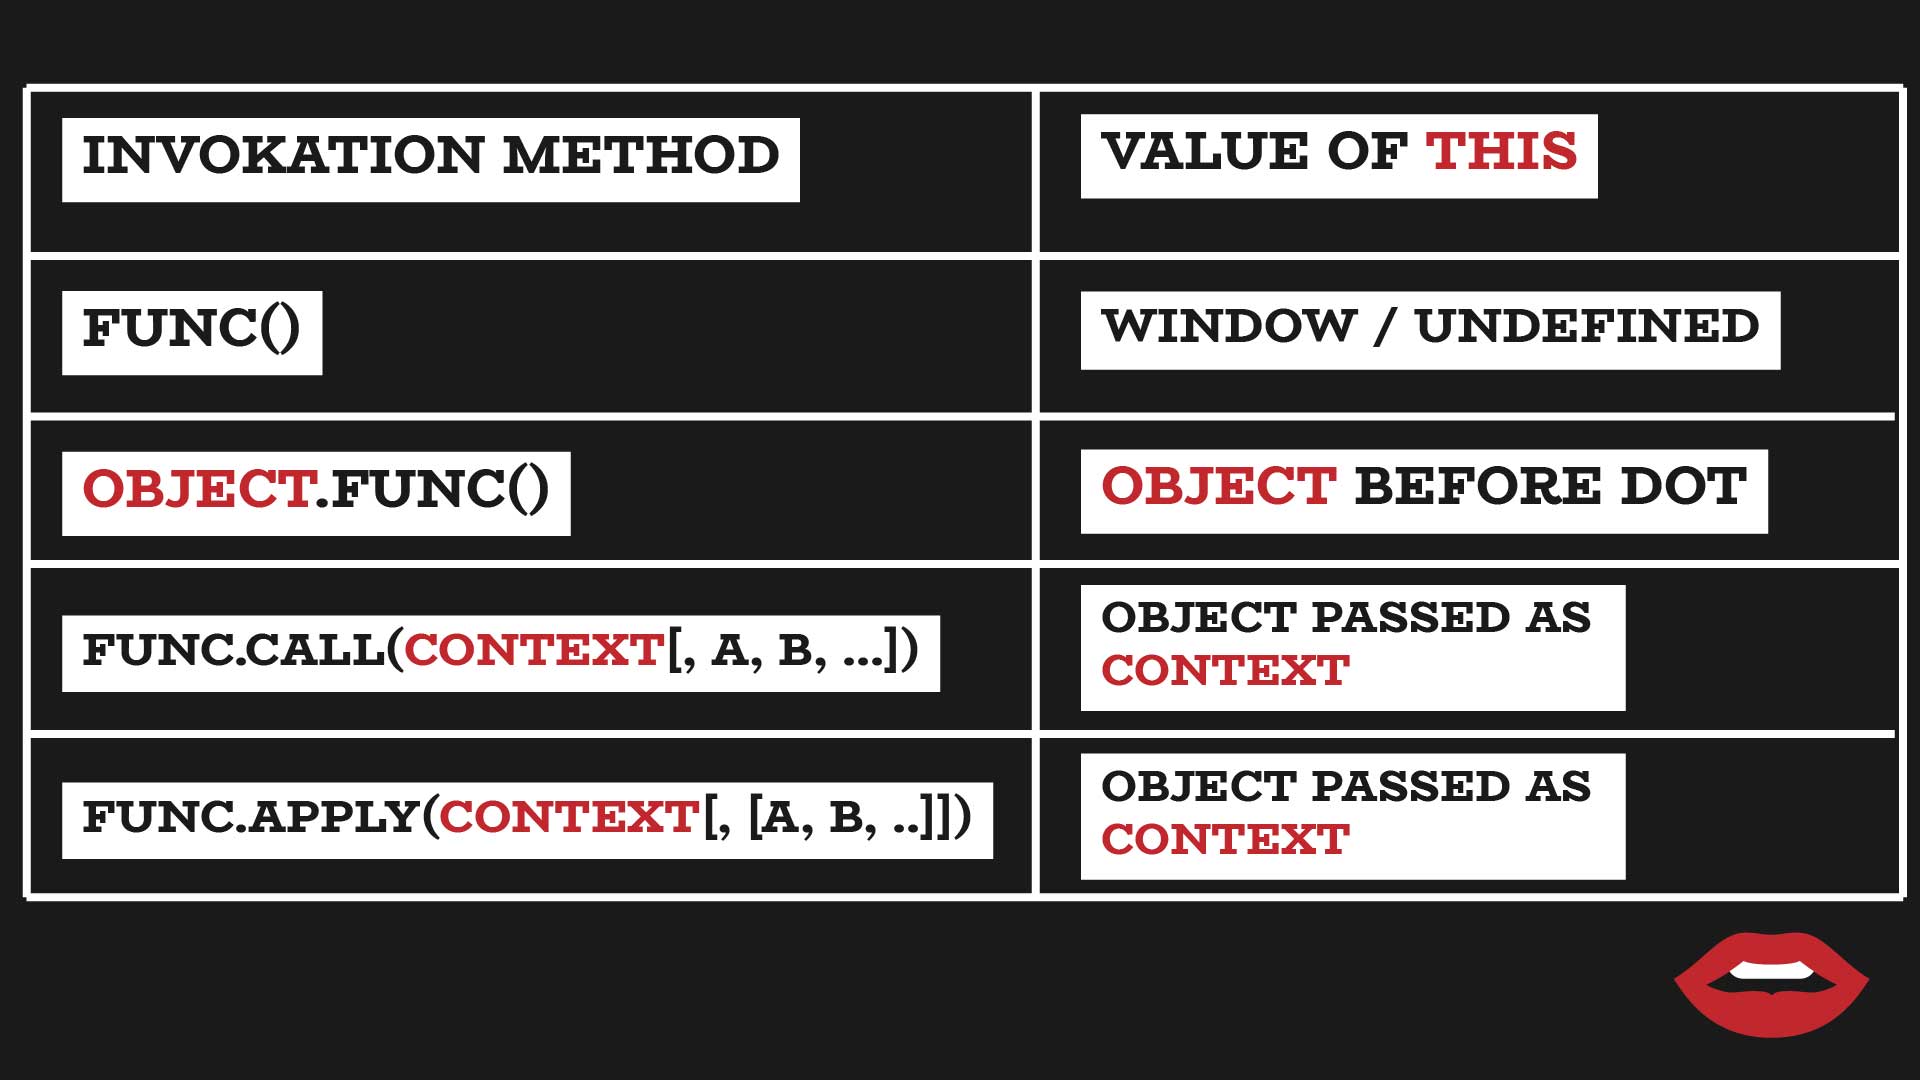 INVOKATION METHOD
VALUE OF THIS
FUNC()
WINDOW / UNDEFINED
OBJECT.FUNC()
OBJECT BEFORE DOT
FUNC.CALL(CONTEXT[, A, B, ...])
OBJECT PASSED AS
CONTEXT
FUNC.APPLY(CONTEXT[, [A, B, ..]])
OBJECT PASSED AS
CONTEXT